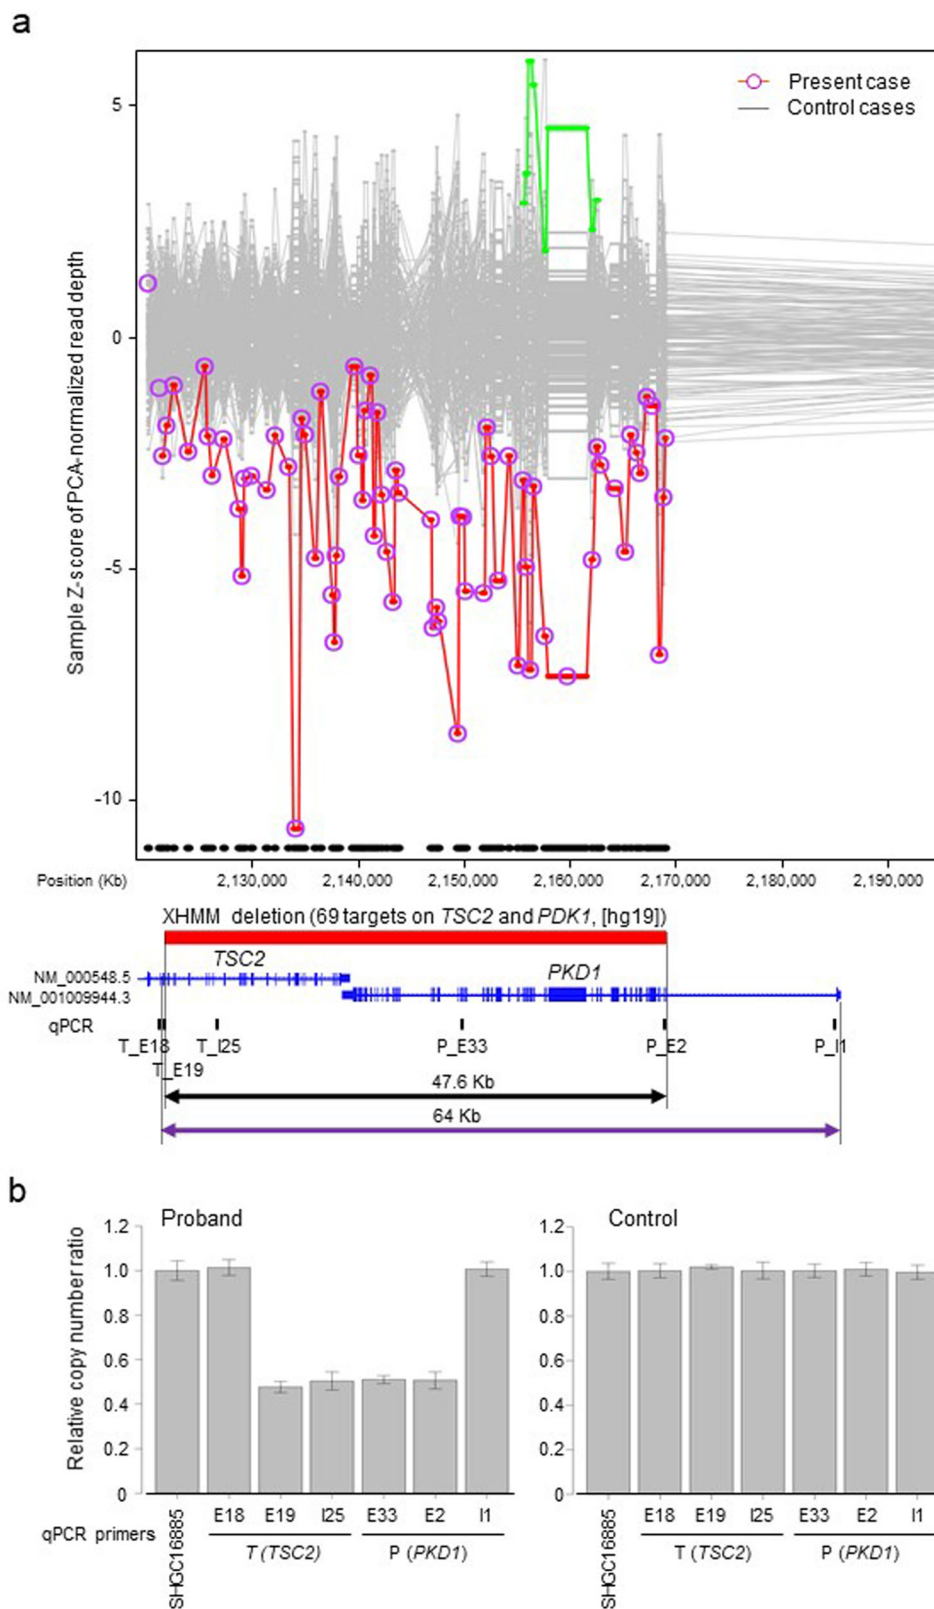 a
5
0
-5
-10
Sample Z-score of PCA-normalized read depth
Present case
Control cases
Position (Kb)
2,130,000 2,140,000 2,150,000 2,160,000 2,170,000 2,180,000 2,190,000
XHMM deletion (69 targets on TSC2 and PDK1, [hg19])
TSC2
NM_000548.5
PKD1
NM_001009944.3
qPCR
T_E18 T_I25 P_E33 P_E2 P_I1
T_E19
47.6 Kb
64 Kb
b
Proband
Relative copy number ratio
1.2
1.0
0.8
0.6
0.4
0.2
0
qPCR primers
SHGC16885
E18 E19 I25 E33 E2 I1
T (TSC2) P (PKD1)
Control
1.2
1.0
0.8
0.6
0.4
0.2
0
SHGC16885
E18 E19 I25 E33 E2 I1
T (TSC2) P (PKD1)